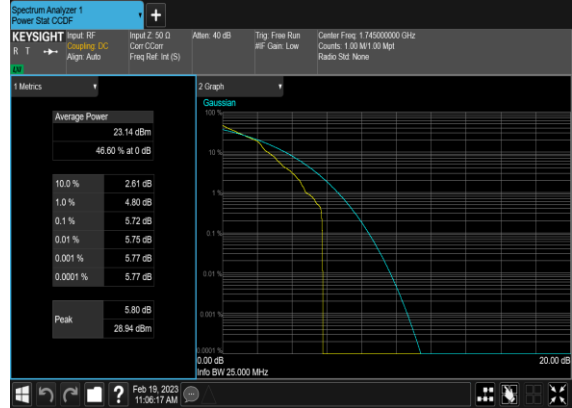 Spectrum Analyzer 1
Power Stat CCDF
+
KEYSIGHT
R T
Input: RF
Coupling: DC
Align: Auto
Input Z: 50 Ω
Corr CCorr
Freq Ref: Int (S)
Atten: 40 dB
Trig: Free Run
#IF Gain: Low
Center Freq: 1.745000000 GHz
Counts: 1.00 M/1.00 Mpt
Radio Std: None
1 Metrics
Average Power
23.14 dBm
46.60 % at 0 dB
10.0 % 2.61 dB
1.0 % 4.80 dB
0.1 % 5.72 dB
0.01 % 5.75 dB
0.001 % 5.77 dB
0.0001 % 5.77 dB
Peak
5.80 dB
28.94 dBm
2 Graph
Gaussian
100 %
10 %
1 %
0.1 %
0.01 %
0.001 %
0.0001 %
0.00 dB
20.00 dB
Info BW 25.000 MHz
?
Feb 19, 2023
11:06:17 AM